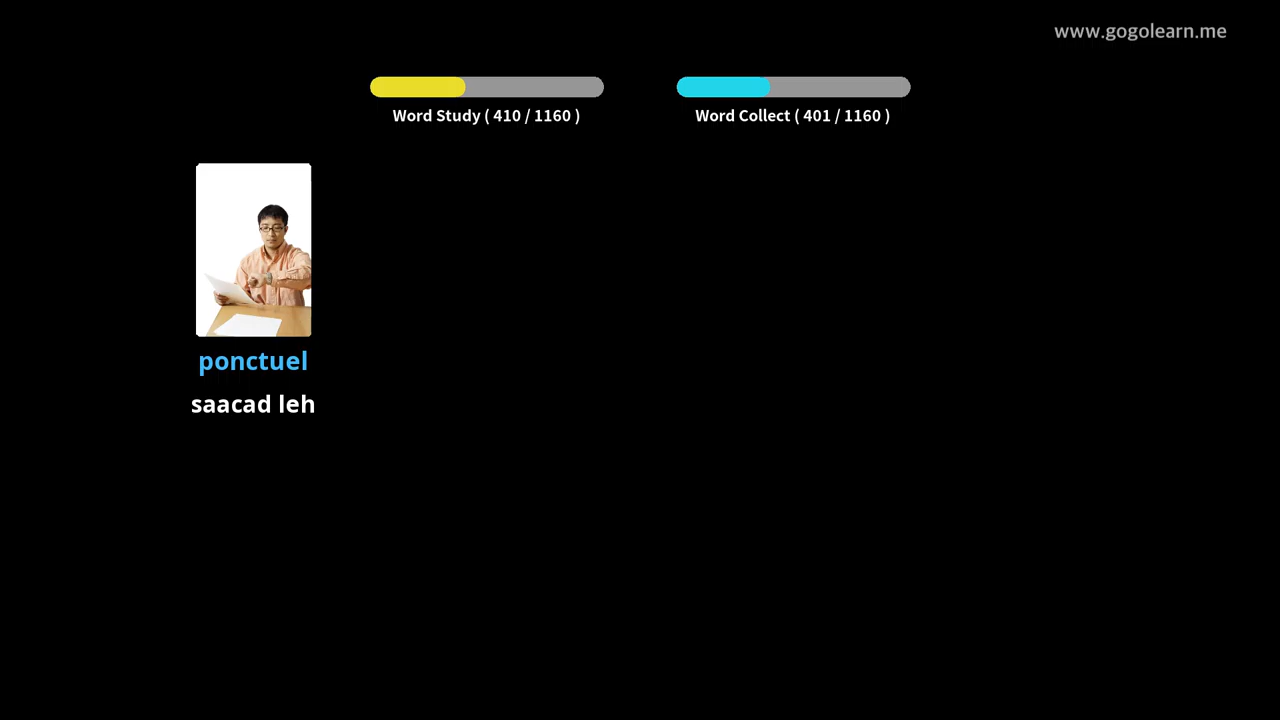 www.gogolearn.me
Word Study ( 410 / 1160 )
Word Collect ( 401 / 1160 )
ponctuel
saacad leh